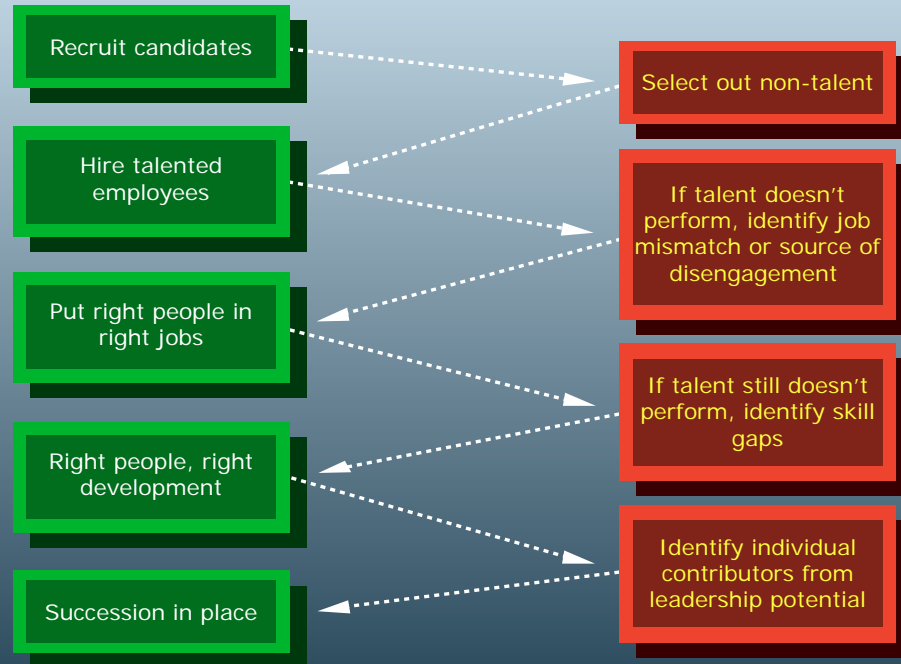 Recruit candidates
Select out non-talent
Hire talented
employees
If talent doesn't
perform, identify job
mismatch or source of
disengagement
Put right people in
right jobs
If talent still doesn't
perform, identify skill
gaps
Right people, right
development
Identify individual
contributors from
leadership potential
Succession in place